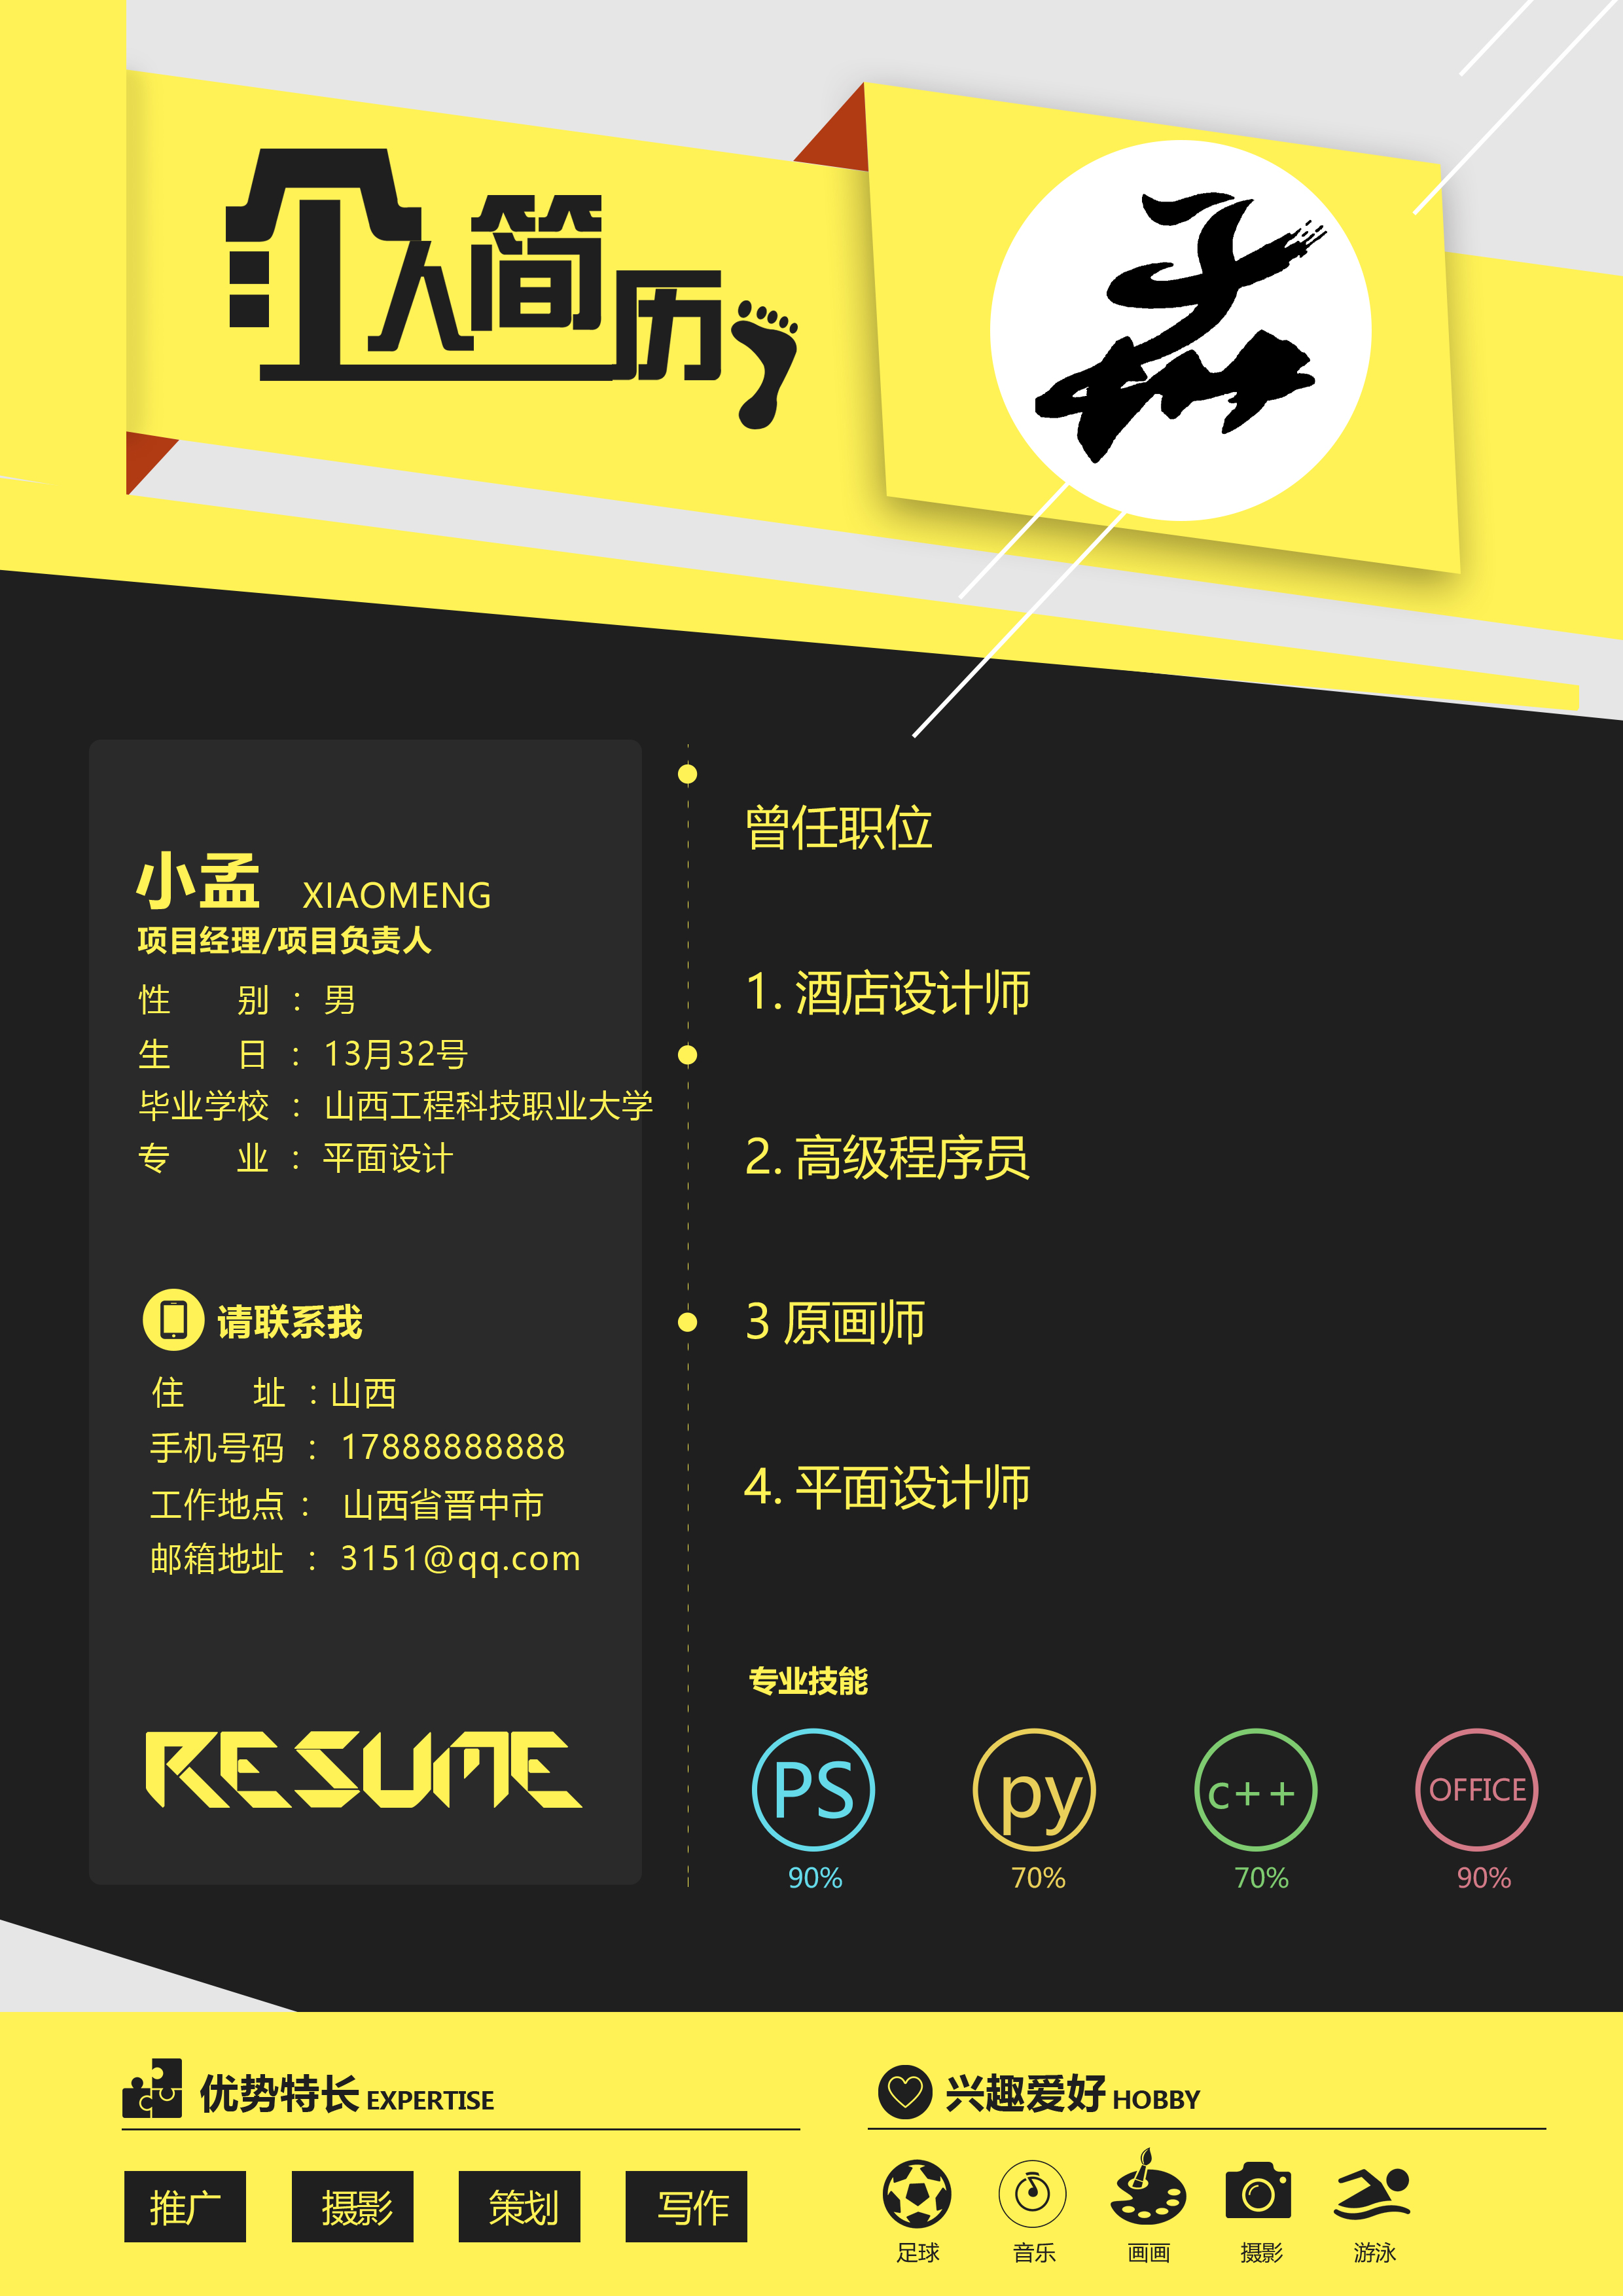 个人简历
孟
小孟 XIAOMENG
项目经理/项目负责人
性 别 : 男
生 日 : 13月32号
毕业学校 : 山西工程科技职业大学
专 业 : 平面设计
请联系我
住 址 : 山西
手机号码 : 17888888888
工作地点 : 山西省晋中市
邮箱地址 : 3151@qq.com
RESUME
曾任职位
1. 酒店设计师
2. 高级程序员
3 原画师
4. 平面设计师
专业技能
PS py c++ OFFICE
90% 70% 70% 90%
优势特长 EXPERTISE
推广 摄影 策划 写作
兴趣爱好 HOBBY
足球 音乐 画画 摄影 游泳